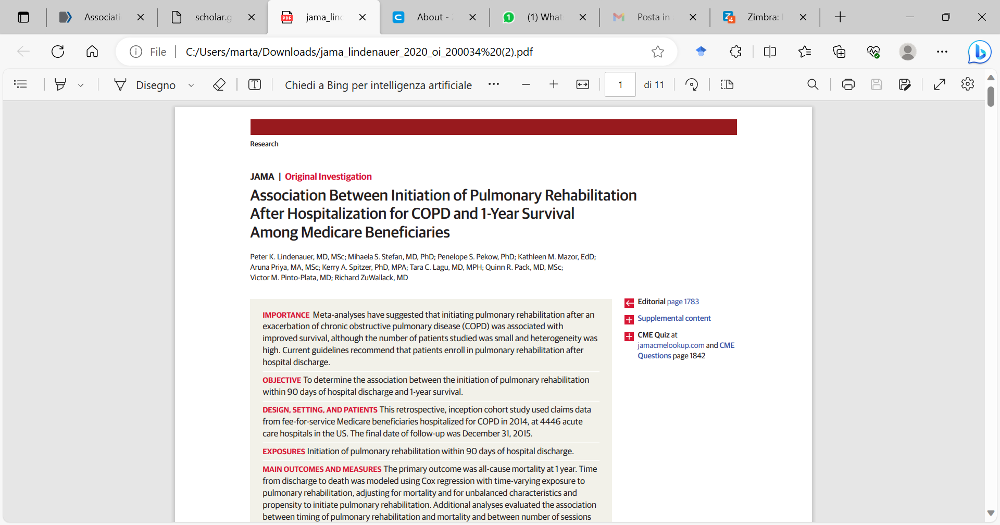 Associati
scholar.g
jama_linc
About -
(1) What
Posta in
Zimbra:
File
C:/Users/marta/Downloads/jama_lindenauer_2020_oi_200034%20(2).pdf
Disegno
Chiedi a Bing per intelligenza artificiale
1
di 11
Research
JAMA | Original Investigation
Association Between Initiation of Pulmonary Rehabilitation
After Hospitalization for COPD and 1-Year Survival
Among Medicare Beneficiaries
Peter K. Lindenauer, MD, MSc; Mihaela S. Stefan, MD, PhD; Penelope S. Pekow, PhD; Kathleen M. Mazor, EdD;
Aruna Priya, MA, MSc; Kerry A. Spitzer, PhD, MPA; Tara C. Lagu, MD, MPH; Quinn R. Pack, MD, MSc;
Victor M. Pinto-Plata, MD; Richard ZuWallack, MD
IMPORTANCE Meta-analyses have suggested that initiating pulmonary rehabilitation after an
exacerbation of chronic obstructive pulmonary disease (COPD) was associated with
improved survival, although the number of patients studied was small and heterogeneity was
high. Current guidelines recommend that patients enroll in pulmonary rehabilitation after
hospital discharge.
OBJECTIVE To determine the association between the initiation of pulmonary rehabilitation
within 90 days of hospital discharge and 1-year survival.
DESIGN, SETTING, AND PATIENTS This retrospective, inception cohort study used claims data
from fee-for-service Medicare beneficiaries hospitalized for COPD in 2014, at 4446 acute
care hospitals in the US. The final date of follow-up was December 31, 2015.
EXPOSURES Initiation of pulmonary rehabilitation within 90 days of hospital discharge.
MAIN OUTCOMES AND MEASURES The primary outcome was all-cause mortality at 1 year. Time
from discharge to death was modeled using Cox regression with time-varying exposure to
pulmonary rehabilitation, adjusting for mortality and for unbalanced characteristics and
propensity to initiate pulmonary rehabilitation. Additional analyses evaluated the association
between timing of pulmonary rehabilitation and mortality and between number of sessions
Editorial page 1783
Supplemental content
CME Quiz at
jamacmelookup.com and CME
Questions page 1842